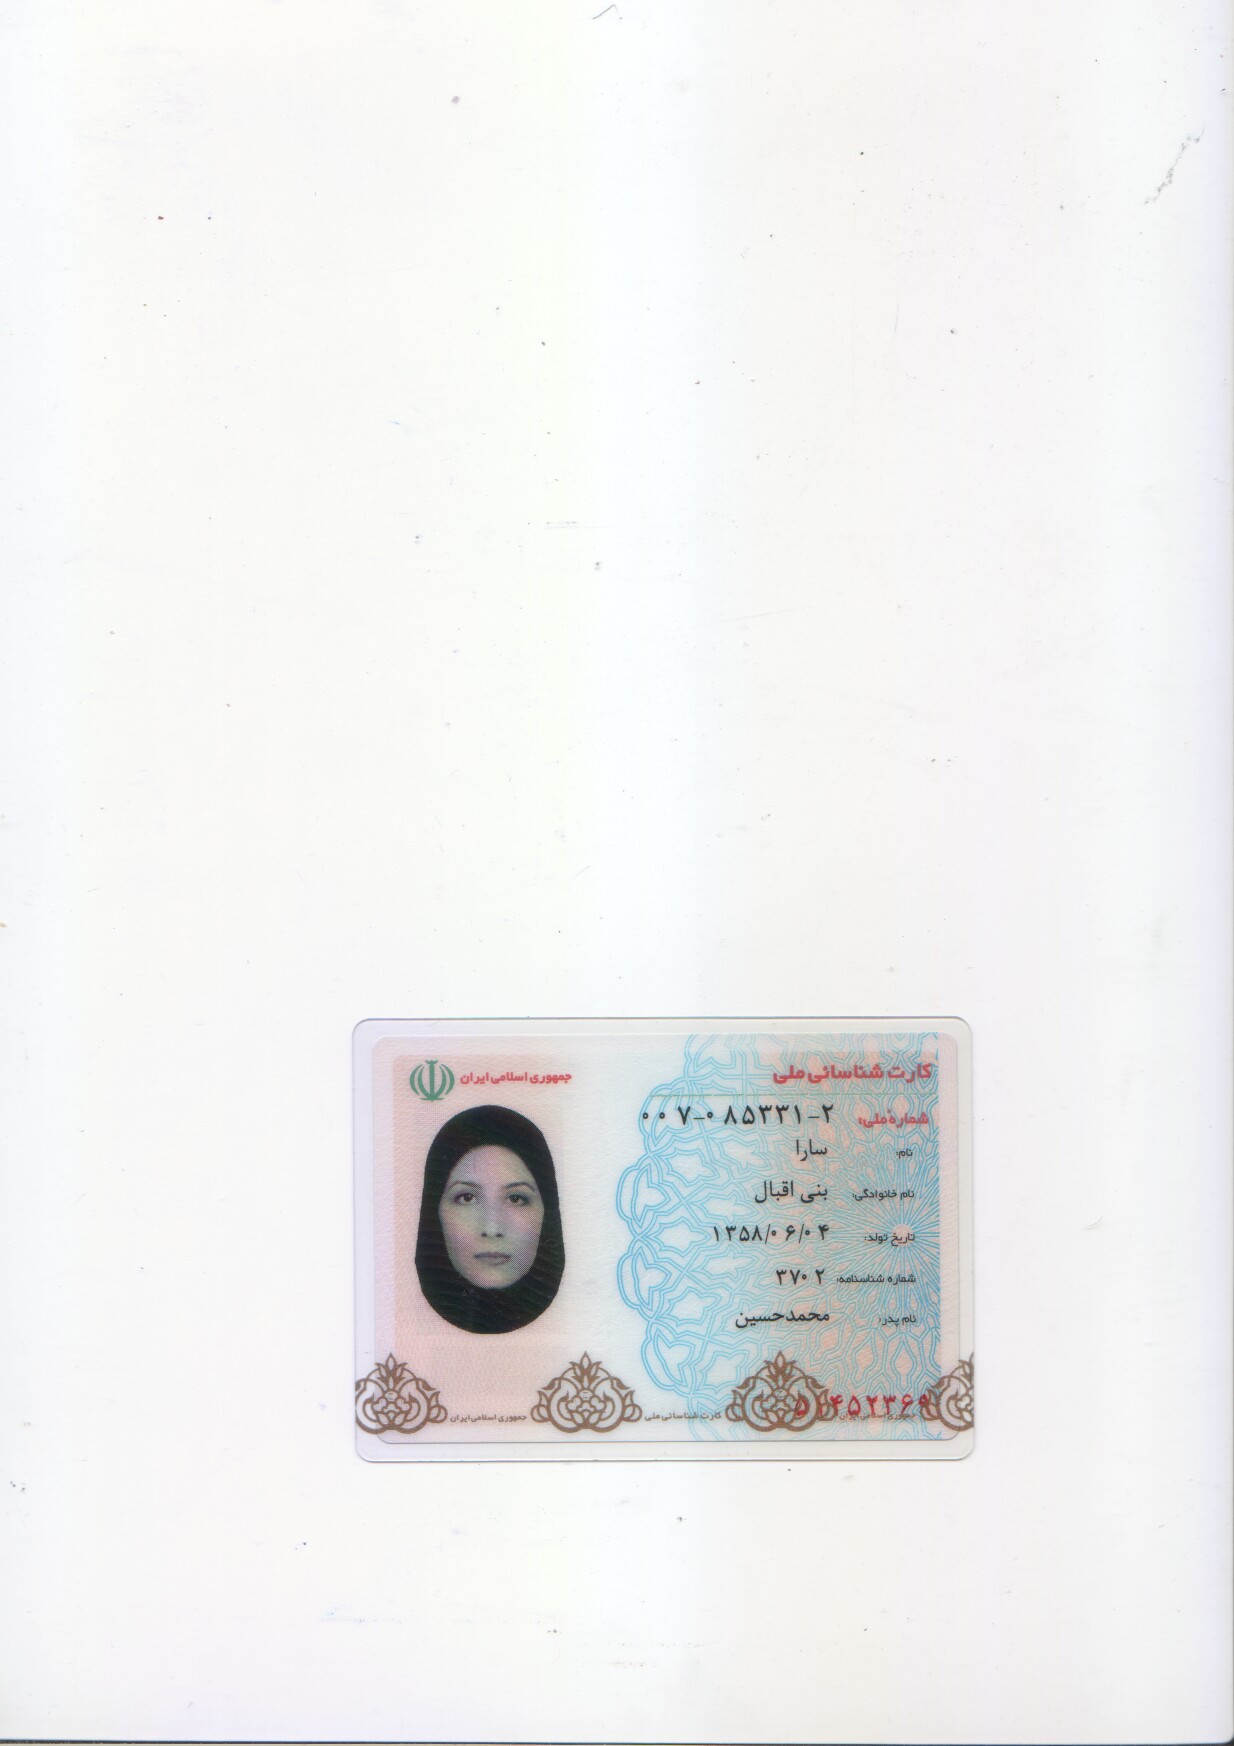 جمهوری اسلامی ایران
کارت شناسائی ملی
شماره ملی: ۰۰۷-۰۸۵۳۳۱-۲
نام: سارا
نام خانوادگی: بنی اقبال
تاریخ تولد: ۱۳۵۸/۰۶/۰۴
شماره شناسنامه: ۳۷۰۲
نام پدر: محمدحسین
جمهوری اسلامی ایران
کارت شناسائی ملی
جمهوری اسلامی ایران